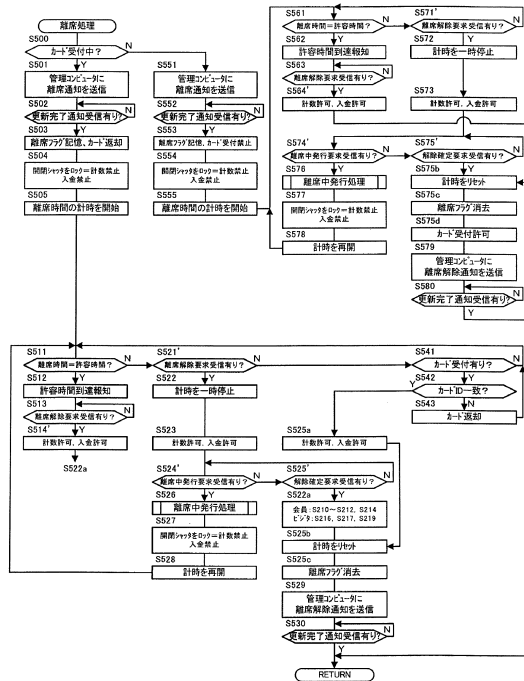 離席処理
S500
カード受付中?
N
Y
S501
管理コンピュータに
離席通知を送信
S502
更新完了通知受信有り?
N
Y
S503
離席フラグ記憶、カード返却
S504
開閉シャッタをロック=計数禁止
入金禁止
S505
離席時間の計時を開始
S551
管理コンピュータに
離席通知を送信
S552
更新完了通知受信有り?
N
Y
S553
離席フラグ記憶、カード受付禁止
S554
開閉シャッタをロック=計数禁止
入金禁止
S555
離席時間の計時を開始
S561
離席時間=許容時間?
N
Y
S562
許容時間到達報知
S563
離席解除要求受信有り?
N
Y
S564'
計数許可、入金許可
S571'
離席解除要求受信有り?
N
Y
S572
計時を一時停止
S573
計数許可、入金許可
S574'
離席中発行要求受信有り?
N
Y
S576
離席中発行処理
S577
開閉シャッタをロック=計数禁止
入金禁止
S578
計時を再開
S575'
解除確定要求受信有り?
N
Y
S575b
計時をリセット
S575c
離席フラグ消去
S575d
カード受付許可
S579
管理コンピュータに
離席解除通知を送信
S580
更新完了通知受信有り?
N
Y
S511
離席時間=許容時間?
N
Y
S512
許容時間到達報知
S513
離席解除要求受信有り?
N
Y
S514'
計数許可、入金許可
S522a
S521'
離席解除要求受信有り?
N
Y
S522
計時を一時停止
S523
計数許可、入金許可
S524'
離席中発行要求受信有り?
N
Y
S526
離席中発行処理
S527
開閉シャッタをロック=計数禁止
入金禁止
S528
計時を再開
S541
カード受付有り?
N
Y
S542
カードID一致?
Y
N
S543
カード返却
S525a
計数許可、入金許可
S525'
解除確定要求受信有り?
N
Y
S522a
会員:S210~S212, S214
ビジタ:S216, S217, S219
S525b
計時をリセット
S525c
離席フラグ消去
S529
管理コンピュータに
離席解除通知を送信
S530
更新完了通知受信有り?
N
Y
RETURN